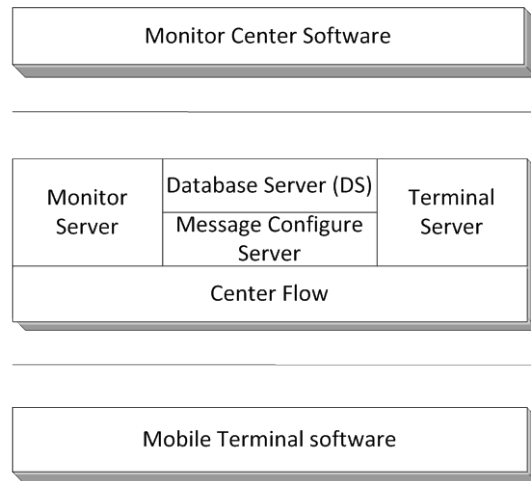 Monitor Center Software
Monitor
Server
Database Server (DS)
Message Configure
Server
Terminal
Server
Center Flow
Mobile Terminal software